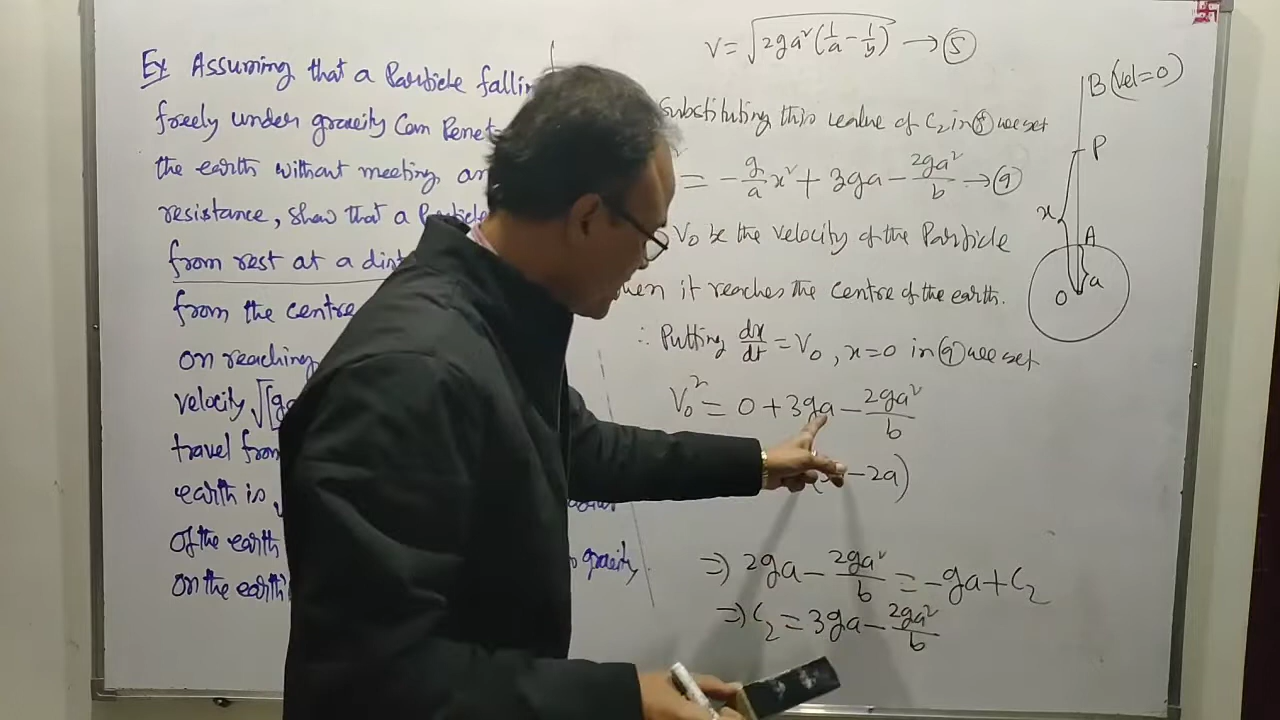 Ex Assuming that a Particle fallin
freely under gravity Can Penet
the earth without meeting an
resistance, show that a Particle
from rest at a dist
from the centre
on reaching
velocity √[ga
travel from
earth is
of the earth
gravity
on the earth
V = √2ga²(1/a - 1/b) → ⑤
Substituting this value of C₂ in ⑧ we get
² = - g/a x² + 3ga - 2ga²/b → ⑨
V₀ be the velocity of the Particle
when it reaches the centre of the earth.
∴ Putting dx/dt = V₀, x=0 in ⑨ we get
V₀² = 0 + 3ga - 2ga²/b
- 2a)
⇒ 2ga - 2ga²/b = -ga + C₂
⇒ C₂ = 3ga - 2ga²/b
B (vel=0)
P
x
A
O a